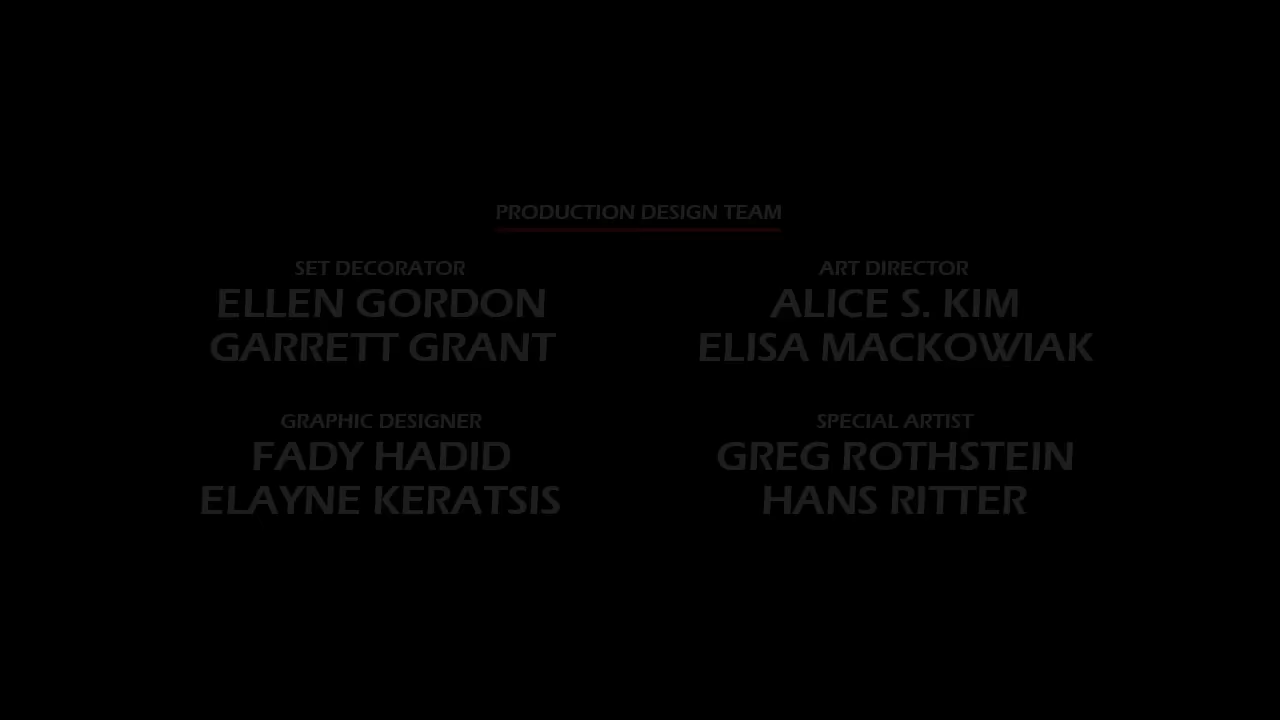 PRODUCTION DESIGN TEAM
SET DECORATOR
ELLEN GORDON
GARRETT GRANT
ART DIRECTOR
ALICE S. KIM
ELISA MACKOWIAK
GRAPHIC DESIGNER
FADY HADID
ELAYNE KERATSIS
SPECIAL ARTIST
GREG ROTHSTEIN
HANS RITTER